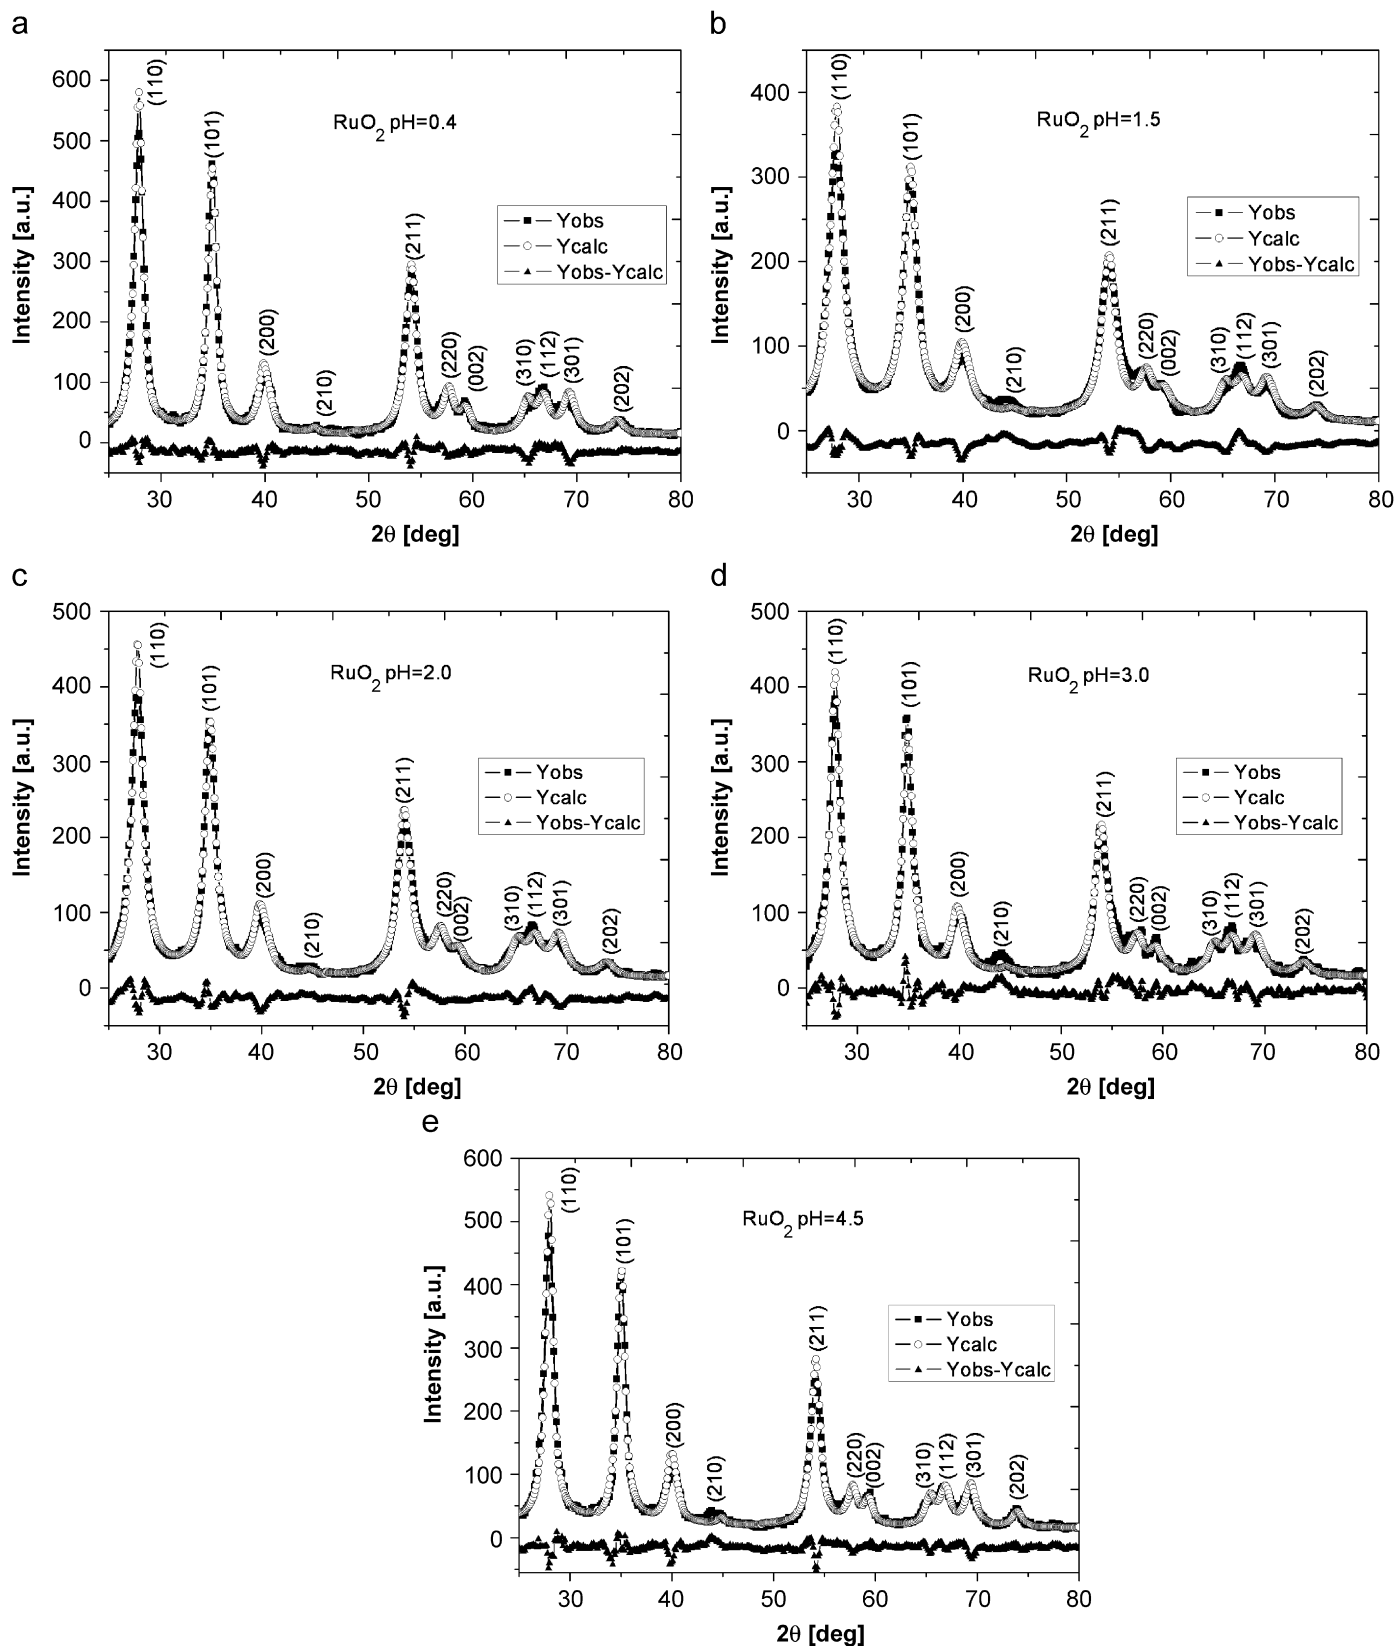 a
600
500
400
300
200
100
0
Intensity [a.u.]
(110)
(101)
(200)
(210)
(211)
(220)
(002)
(310)
(112)
(301)
(202)
RuO2 pH=0.4
Yobs
Ycalc
Yobs-Ycalc
30 40 50 60 70 80
2θ [deg]
b
400
300
200
100
0
Intensity [a.u.]
(110)
(101)
(200)
(210)
(211)
(220)
(002)
(310)
(112)
(301)
(202)
RuO2 pH=1.5
Yobs
Ycalc
Yobs-Ycalc
30 40 50 60 70 80
2θ [deg]
c
500
400
300
200
100
0
Intensity [a.u.]
(110)
(101)
(200)
(210)
(211)
(220)
(002)
(310)
(112)
(301)
(202)
RuO2 pH=2.0
Yobs
Ycalc
Yobs-Ycalc
30 40 50 60 70 80
2θ [deg]
d
500
400
300
200
100
0
Intensity [a.u.]
(110)
(101)
(200)
(210)
(211)
(220)
(002)
(310)
(112)
(301)
(202)
RuO2 pH=3.0
Yobs
Ycalc
Yobs-Ycalc
30 40 50 60 70 80
2θ [deg]
e
600
500
400
300
200
100
0
Intensity [a.u.]
(110)
(101)
(200)
(210)
(211)
(220)
(002)
(310)
(112)
(301)
(202)
RuO2 pH=4.5
Yobs
Ycalc
Yobs-Ycalc
30 40 50 60 70 80
2θ [deg]